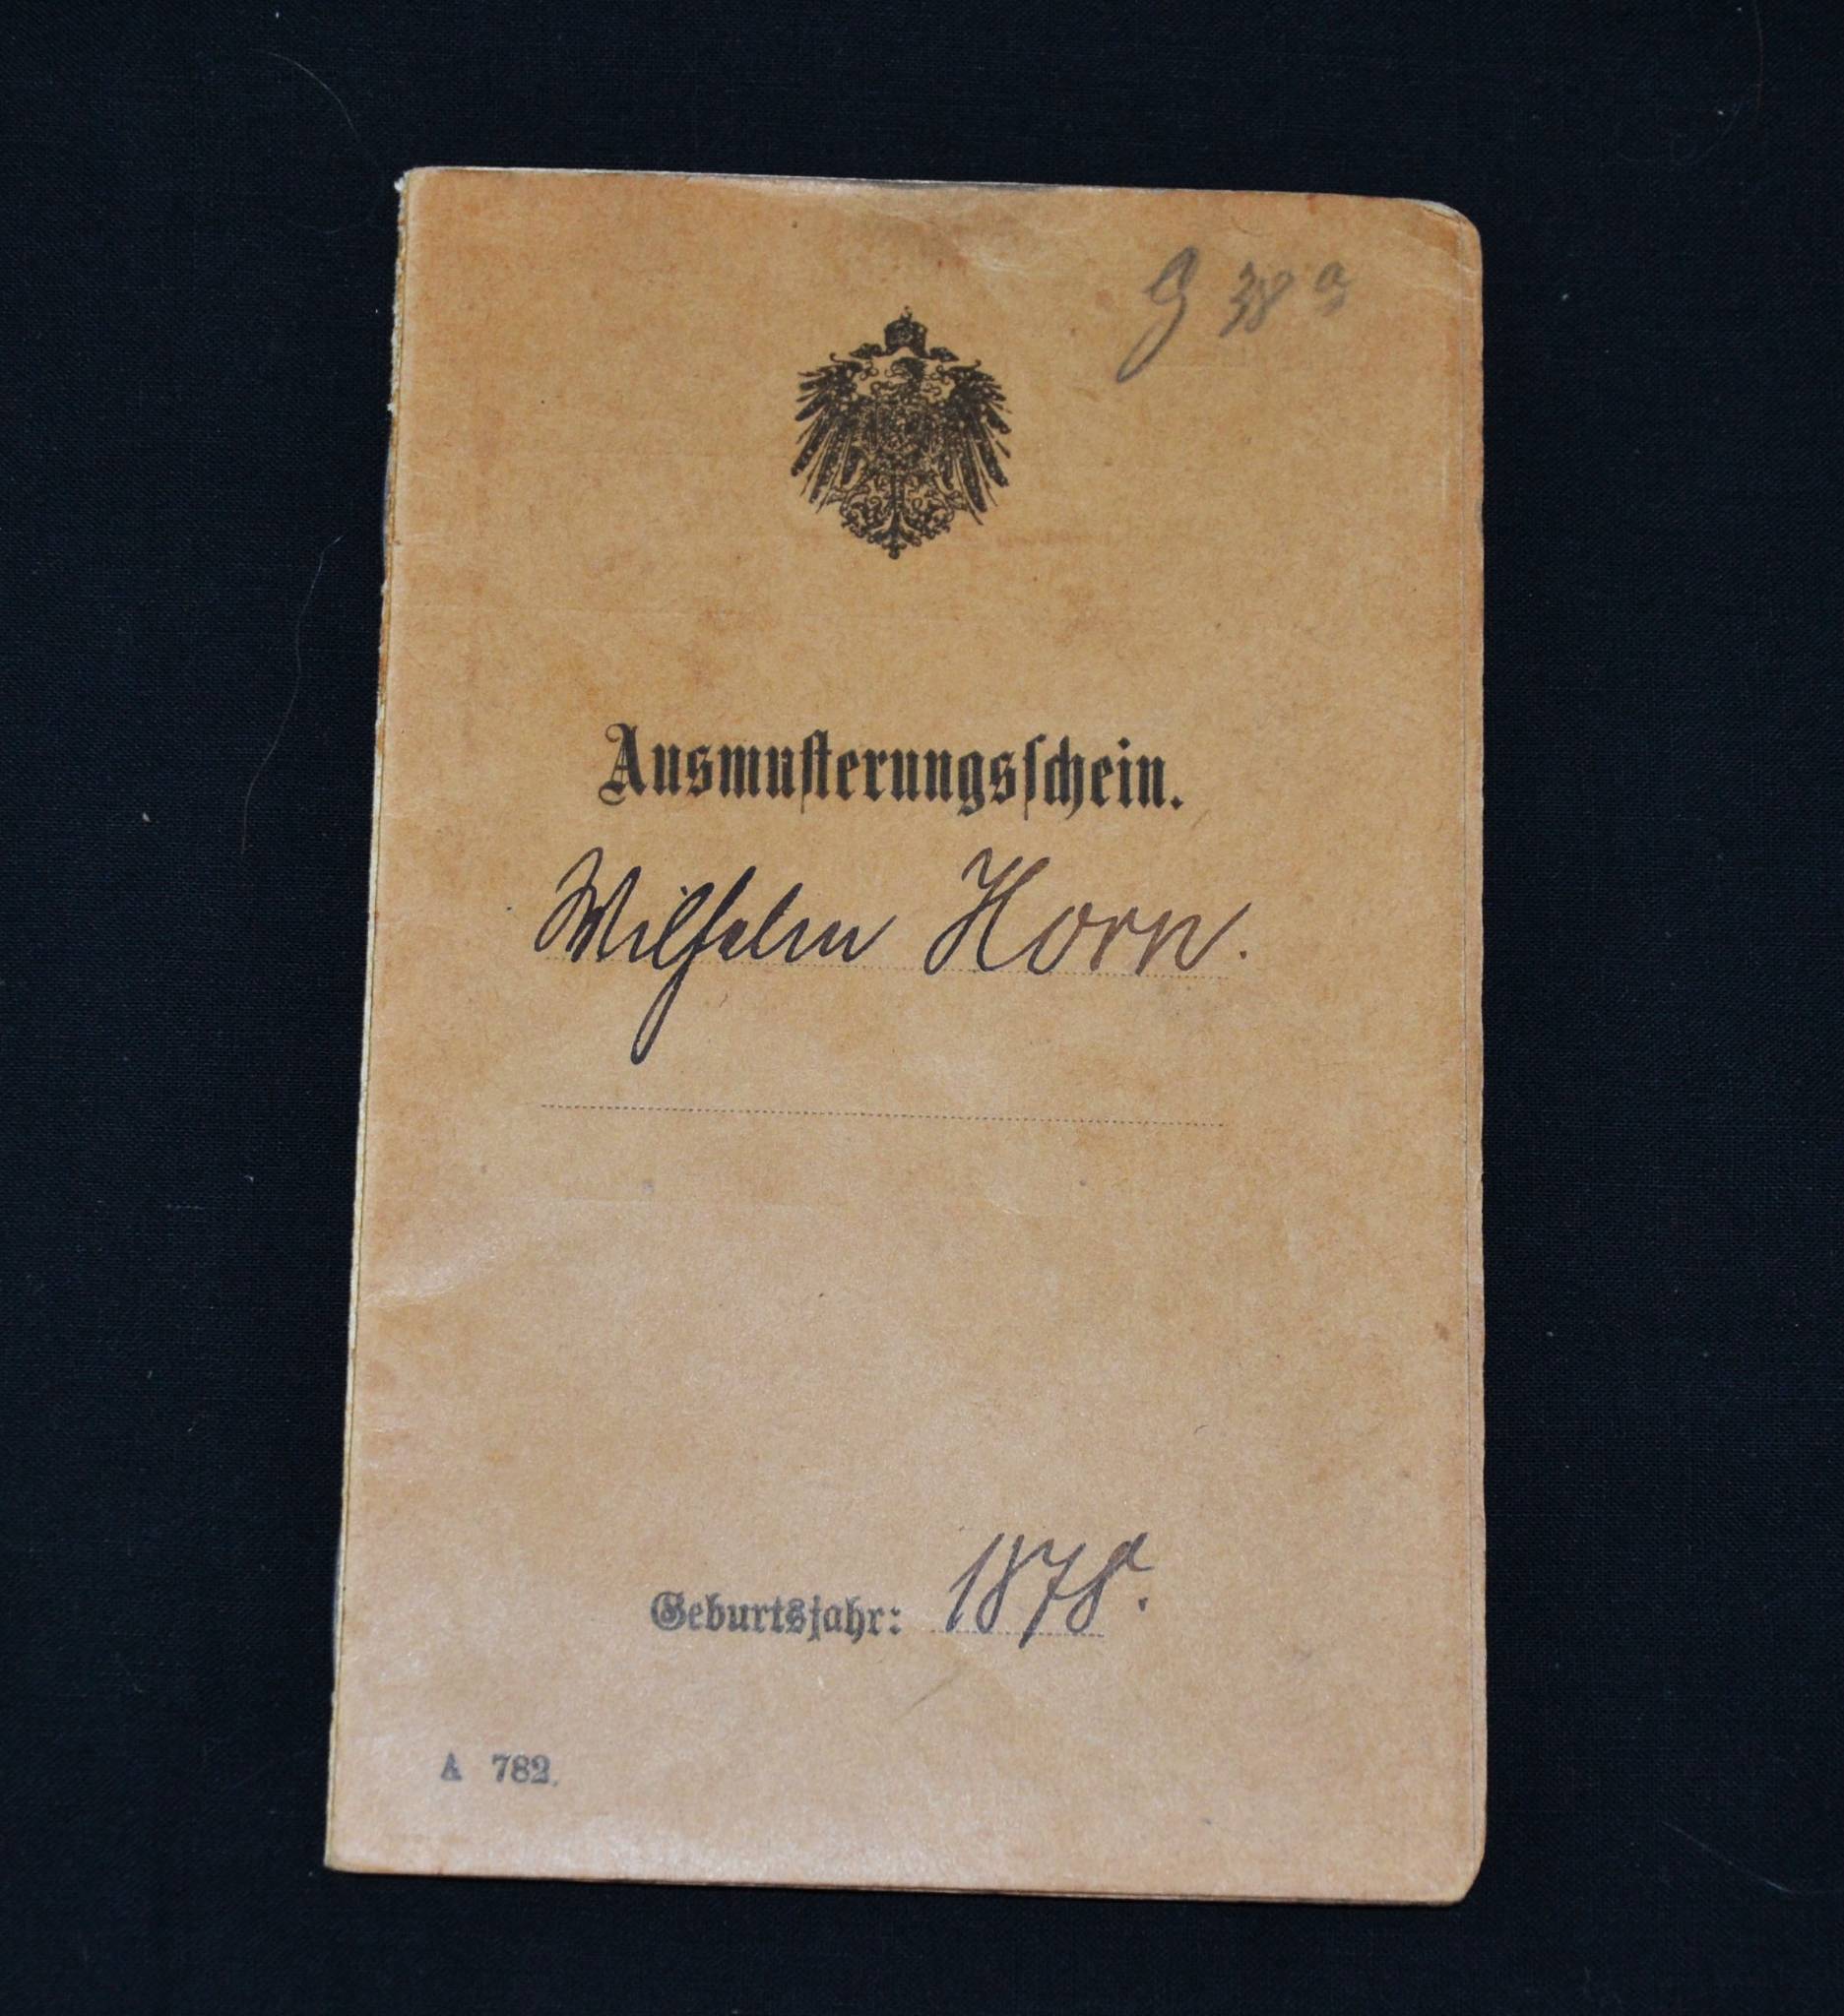 Ausmusterungsschein.
Wilhelm Horn.
Geburtsjahr: 1878.
A 782.